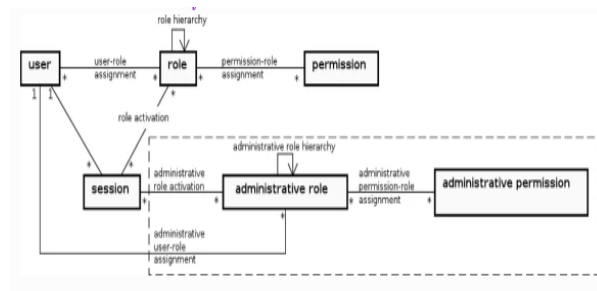 role hierarchy
user
user-role
assignment
role
permission-role
assignment
permission
*
*
*
*
1
1
*
role activation
*
*
administrative role hierarchy
session
administrative
role activation
administrative role
administrative
permission-role
assignment
administrative permission
*
*
*
*
*
administrative
user-role
assignment